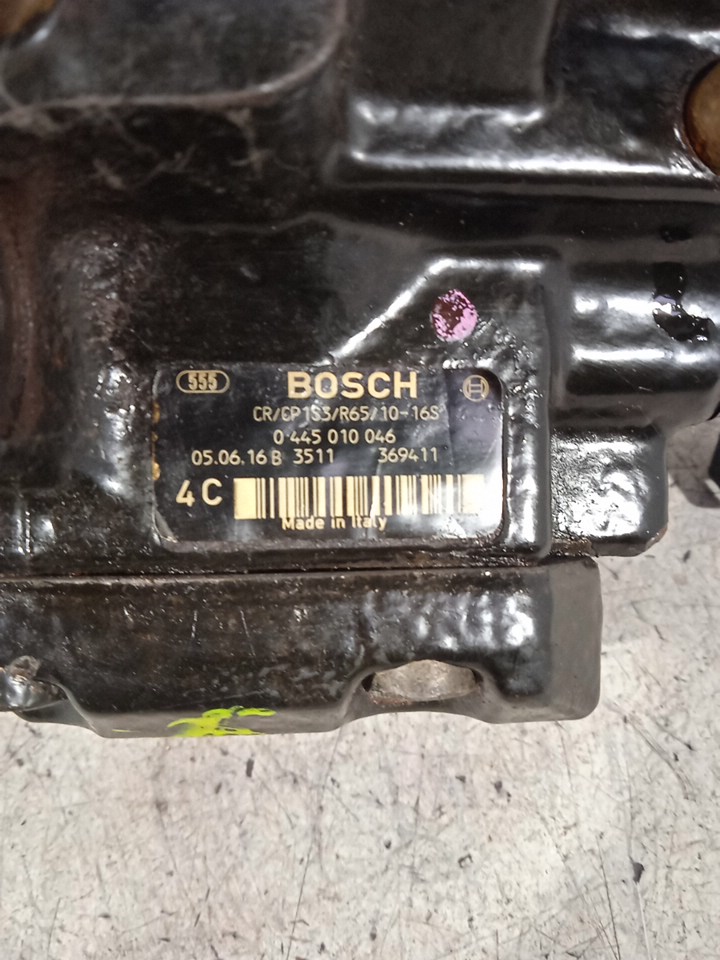 555 BOSCH
CR/CP1S3/R65/10-16S
0 445 010 046
05.06.16 B 3511 369411
4C
Made in Italy